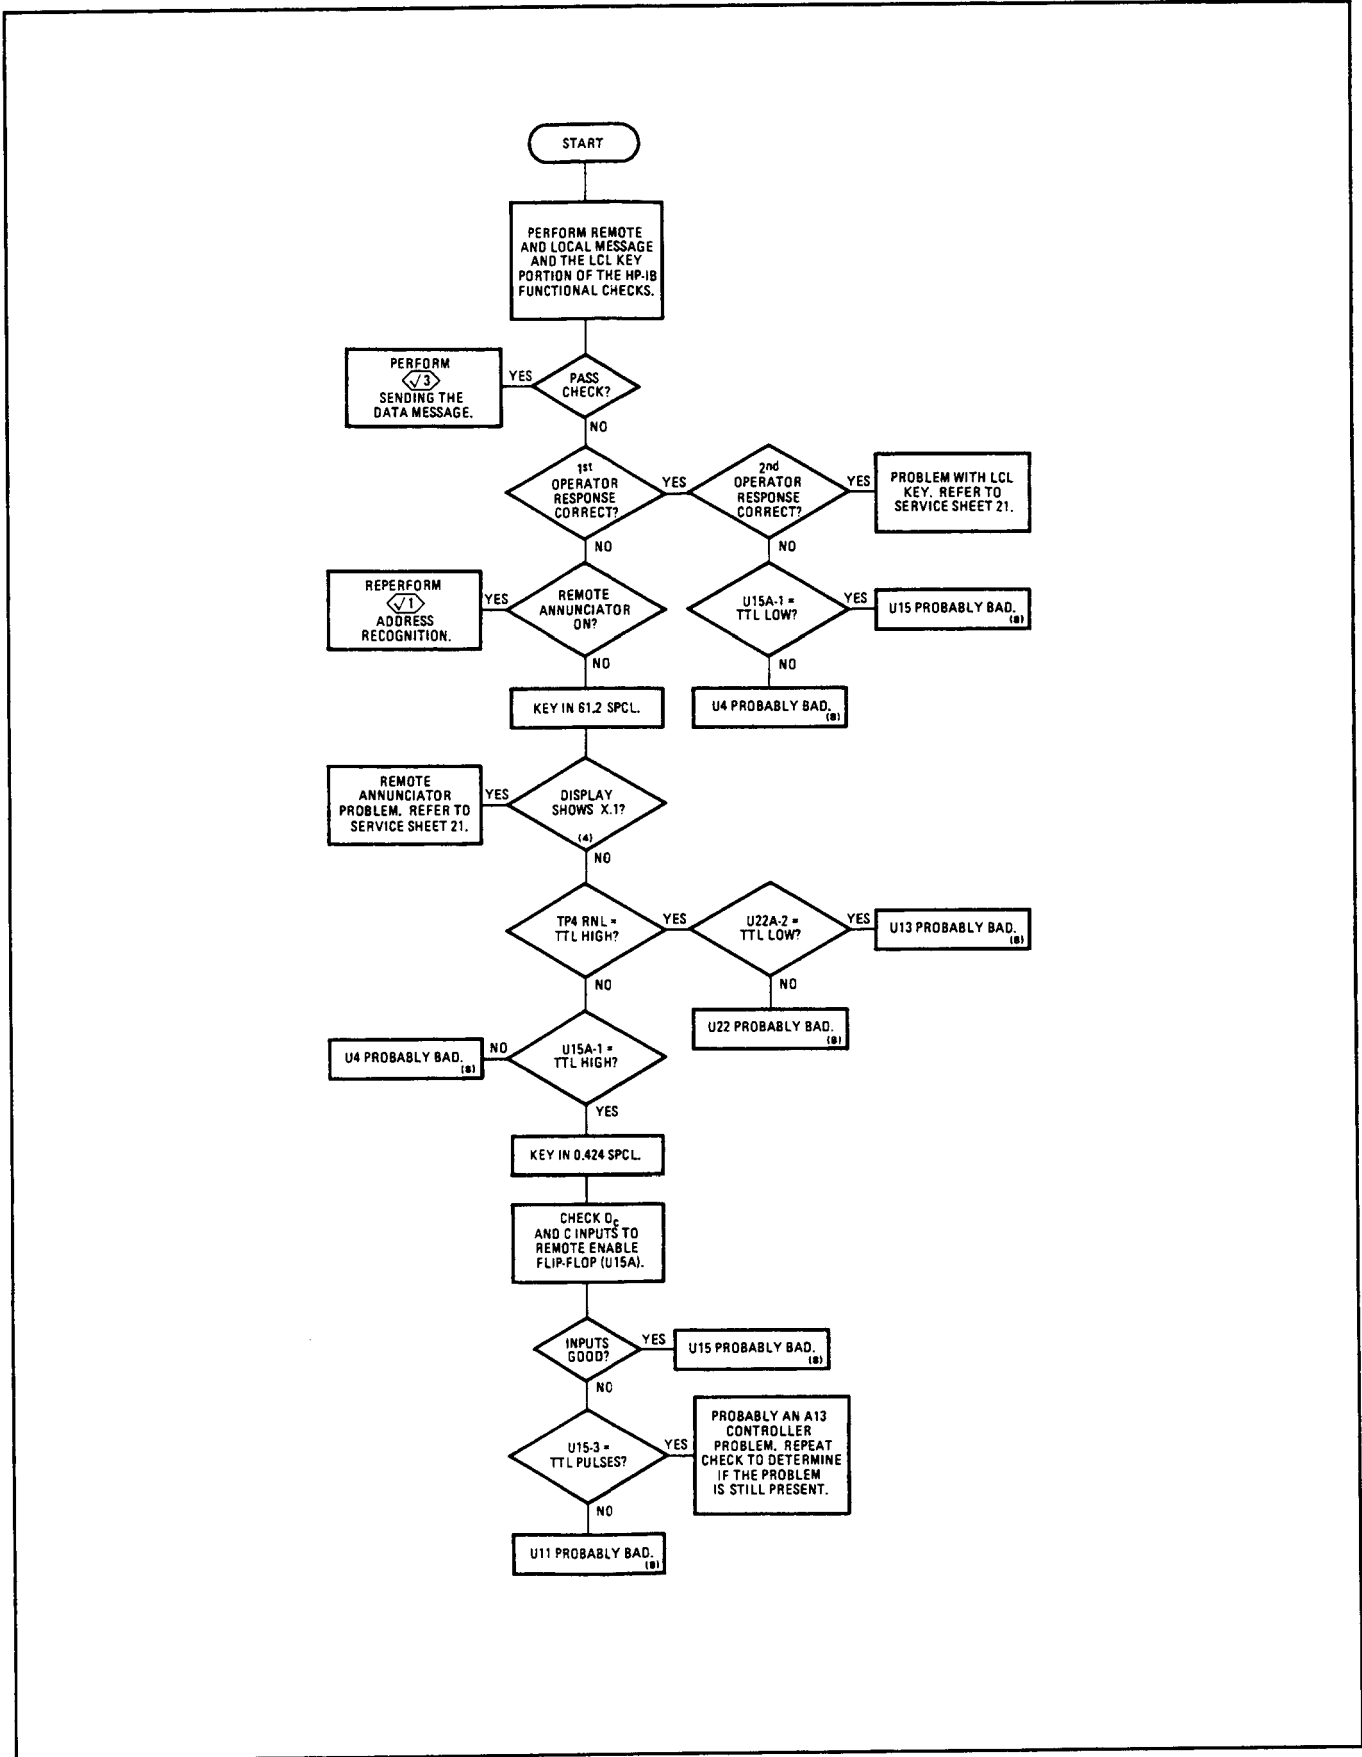 START
PERFORM REMOTE
AND LOCAL MESSAGE
AND THE LCL KEY
PORTION OF THE HP-IB
FUNCTIONAL CHECKS.
PERFORM
√3
SENDING THE
DATA MESSAGE.
YES
PASS
CHECK?
NO
1st
OPERATOR
RESPONSE
CORRECT?
YES
2nd
OPERATOR
RESPONSE
CORRECT?
YES
PROBLEM WITH LCL
KEY. REFER TO
SERVICE SHEET 21.
NO
NO
REPERFORM
√1
ADDRESS
RECOGNITION.
YES
REMOTE
ANNUNCIATOR
ON?
U15A-1 =
TTL LOW?
YES
U15 PROBABLY BAD.
(8)
NO
NO
KEY IN 61.2 SPCL.
U4 PROBABLY BAD.
(8)
REMOTE
ANNUNCIATOR
PROBLEM. REFER TO
SERVICE SHEET 21.
YES
DISPLAY
SHOWS X.1?
(4)
NO
TP4 RNL =
TTL HIGH?
YES
U22A-2 =
TTL LOW?
YES
U13 PROBABLY BAD.
(8)
NO
NO
U22 PROBABLY BAD.
(8)
U4 PROBABLY BAD.
(8)
NO
U15A-1 =
TTL HIGH?
YES
KEY IN 0.424 SPCL.
CHECK DC
AND C INPUTS TO
REMOTE ENABLE
FLIP-FLOP (U15A).
INPUTS
GOOD?
YES
U15 PROBABLY BAD.
(8)
NO
U15-3 =
TTL PULSES?
YES
PROBABLY AN A13
CONTROLLER
PROBLEM. REPEAT
CHECK TO DETERMINE
IF THE PROBLEM
IS STILL PRESENT.
NO
U11 PROBABLY BAD.
(8)